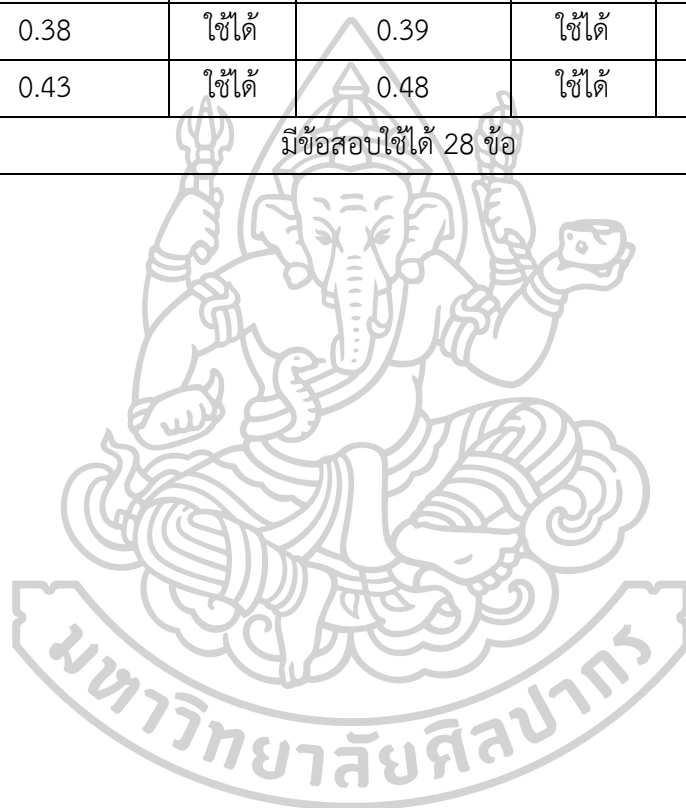 0.38 ใช้ได้ 0.39 ใช้ได้
0.43 ใช้ได้ 0.48 ใช้ได้
มีข้อสอบใช้ได้ 28 ข้อ
มหาวิทยาลัยศิลปากร